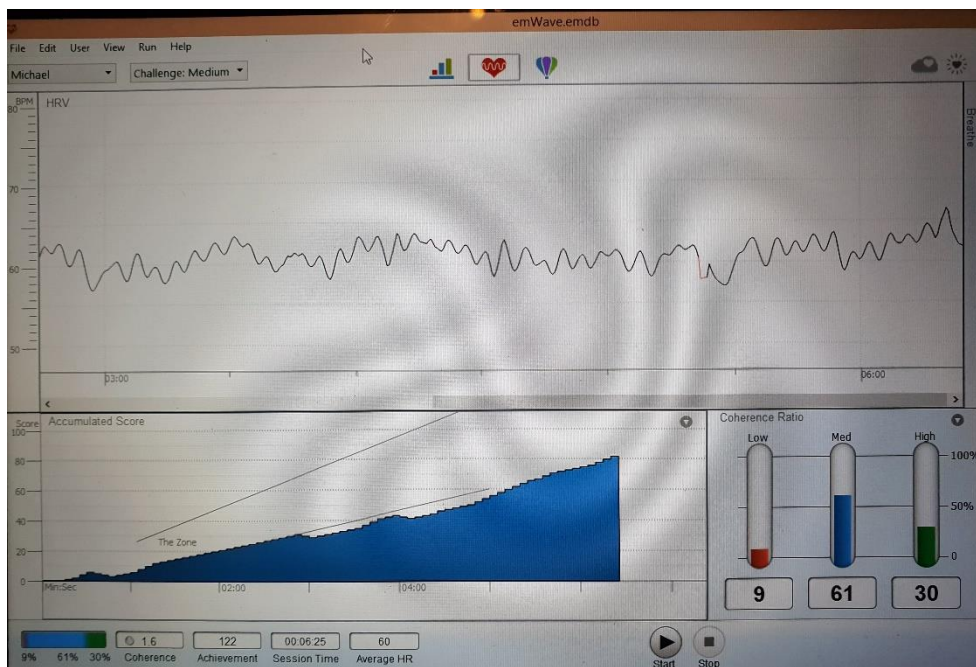 emWave.emdb
File Edit User View Run Help
Michael
Challenge: Medium
BPM
HRV
80
70
60
50
03:00
06:00
Breathe
Score
Accumulated Score
100
80
60
40
20
0
The Zone
Min:Sec
02:00
04:00
Coherence Ratio
Low Med High
100%
50%
0
9 61 30
9% 61% 30%
1.6
Coherence
122
Achievement
00:06:25
Session Time
60
Average HR
Start
Stop